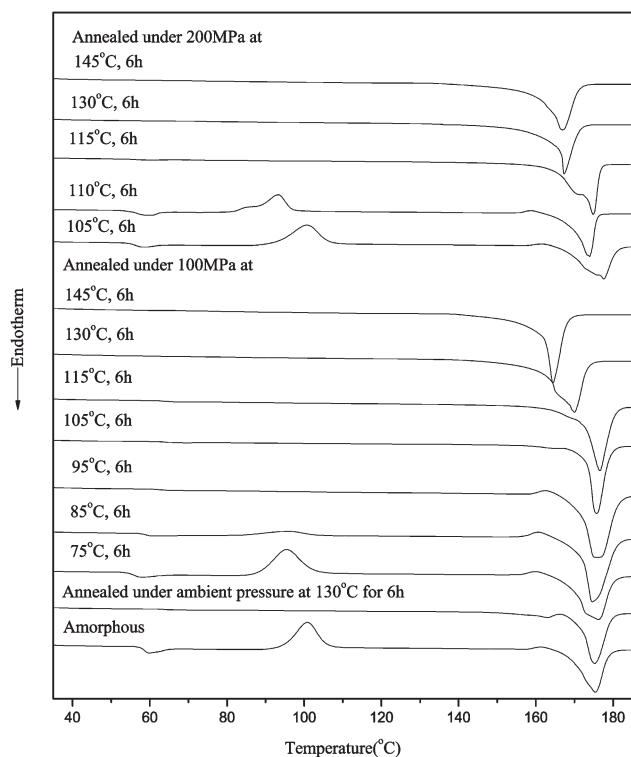 Annealed under 200MPa at
145°C, 6h
130°C, 6h
115°C, 6h
110°C, 6h
105°C, 6h
Annealed under 100MPa at
145°C, 6h
130°C, 6h
115°C, 6h
105°C, 6h
95°C, 6h
85°C, 6h
75°C, 6h
Annealed under ambient pressure at 130°C for 6h
Amorphous
Endotherm
40 60 80 100 120 140 160 180
Temperature(°C)